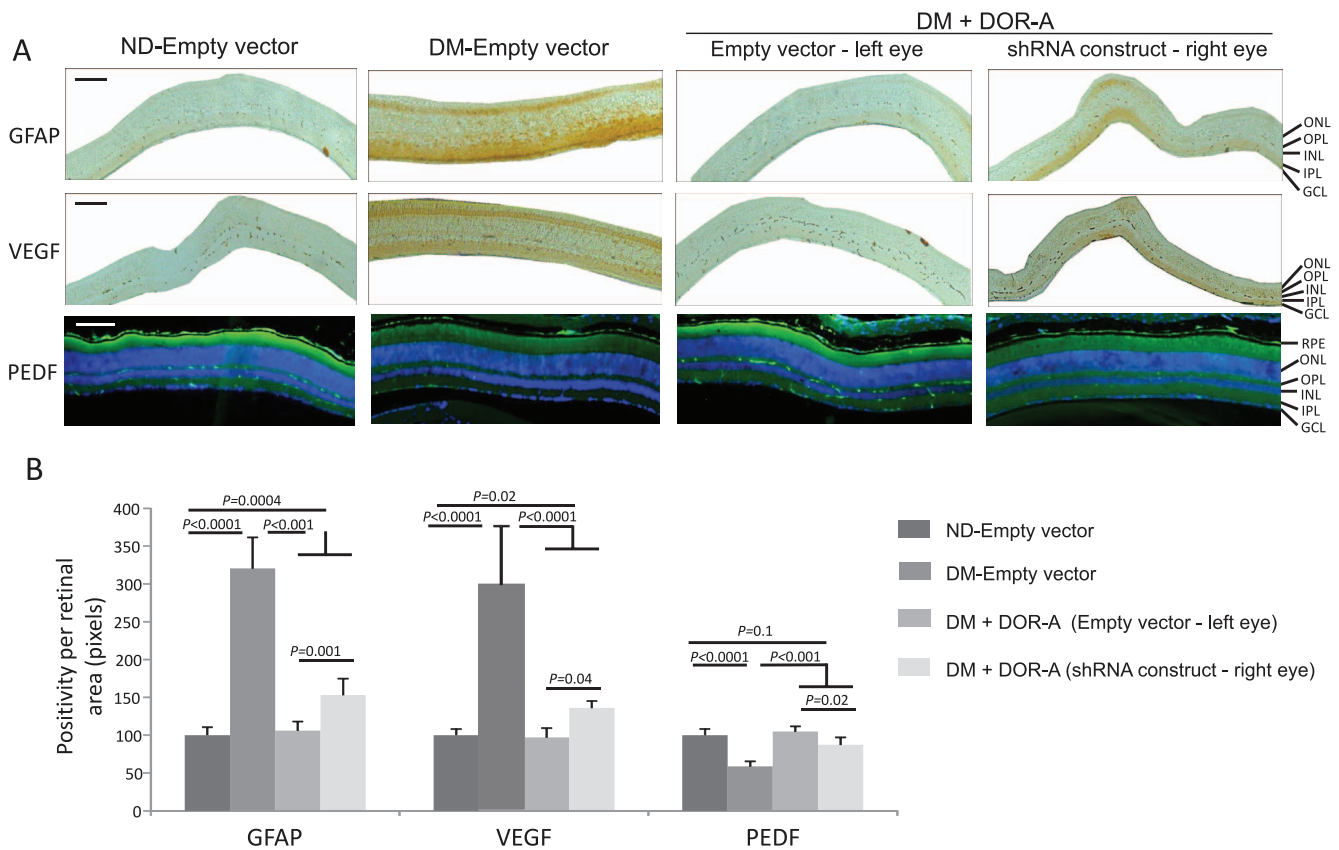 DM + DOR-A
A
ND-Empty vector
DM-Empty vector
Empty vector - left eye
shRNA construct - right eye
GFAP
ONL
OPL
INL
IPL
GCL
VEGF
ONL
OPL
INL
IPL
GCL
PEDF
RPE
ONL
OPL
INL
IPL
GCL
B
Positivity per retinal
area (pixels)
400
350
300
250
200
150
100
50
0
P=0.0004
P<0.0001 P<0.001
P=0.001
P=0.02
P<0.0001 P<0.0001
P=0.04
P=0.1
P<0.0001 P<0.001
P=0.02
GFAP
VEGF
PEDF
ND-Empty vector
DM-Empty vector
DM + DOR-A (Empty vector - left eye)
DM + DOR-A (shRNA construct - right eye)